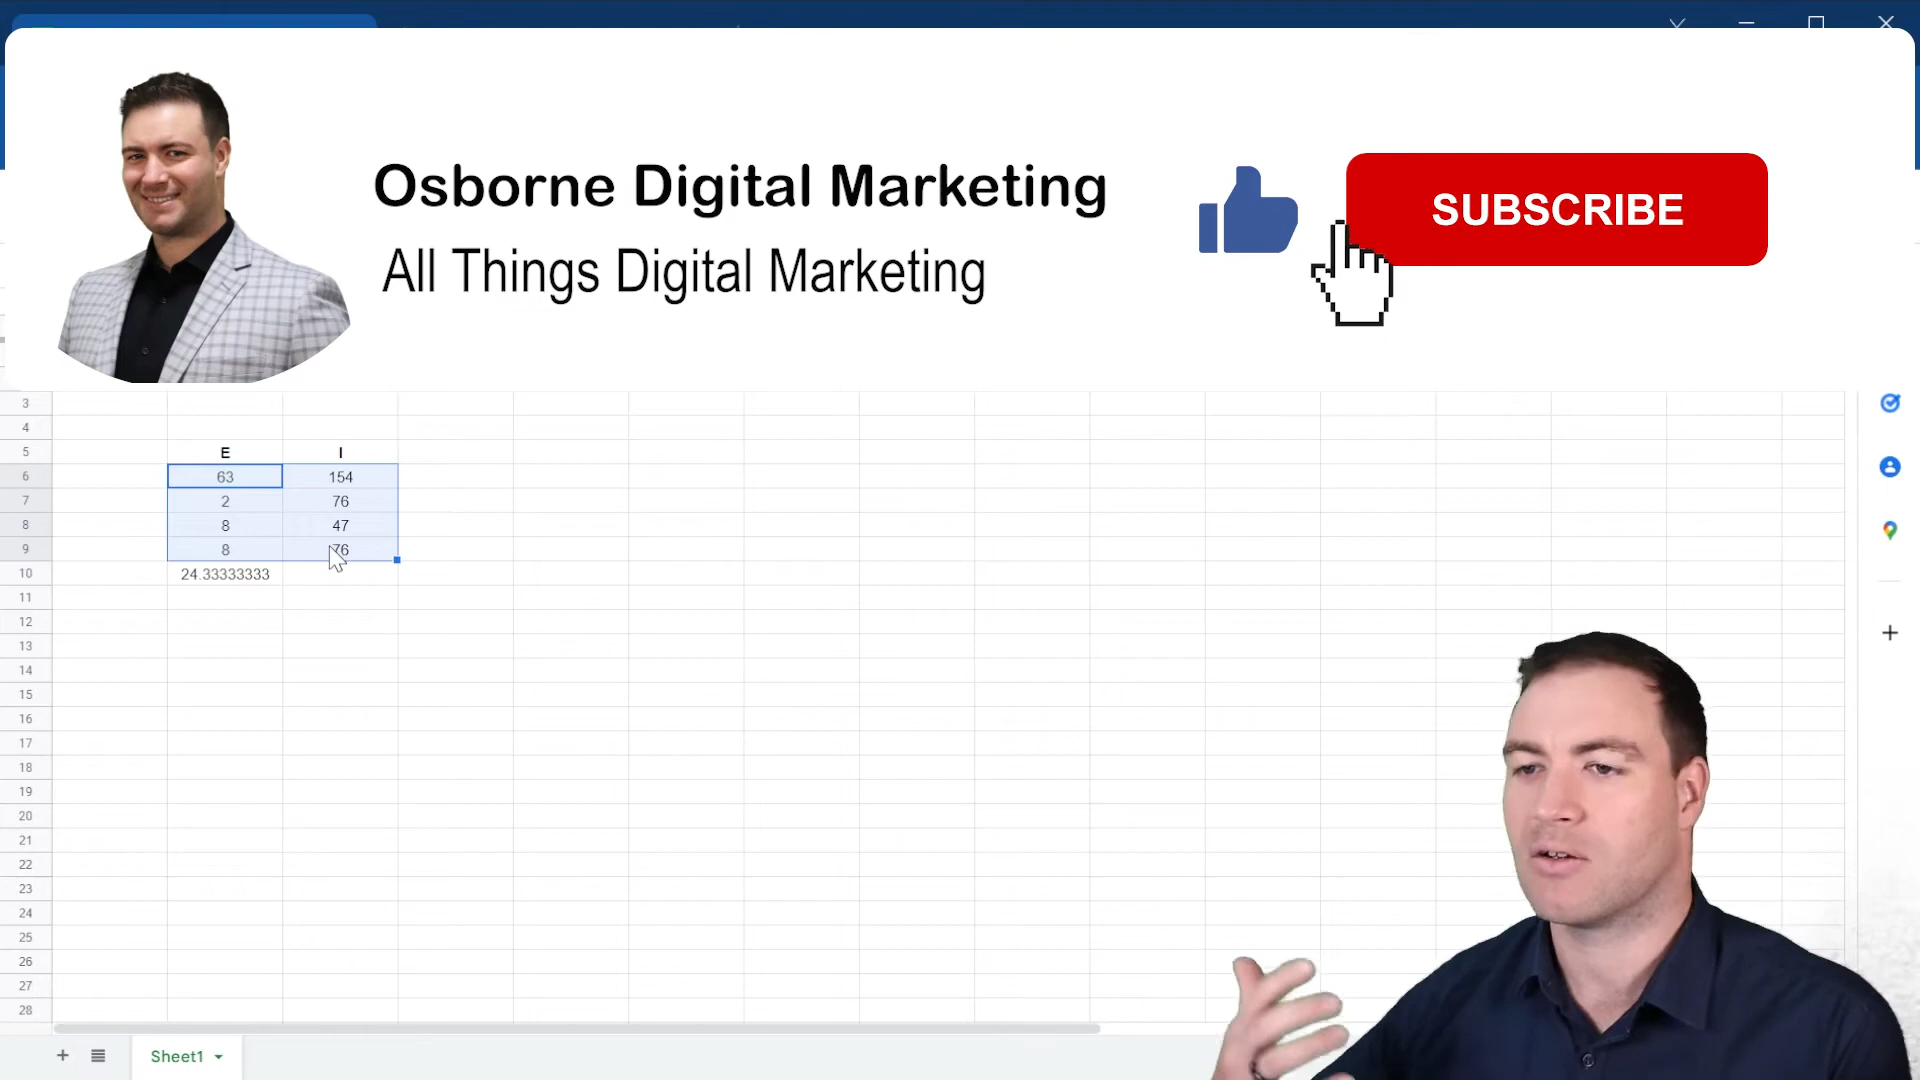 Osborne Digital Marketing
All Things Digital Marketing
SUBSCRIBE
3
4
5 E I
6 63 154
7 2 76
8 8 47
9 8 76
10 24.33333333
11
12
13
14
15
16
17
18
19
20
21
22
23
24
25
26
27
28
Sheet1